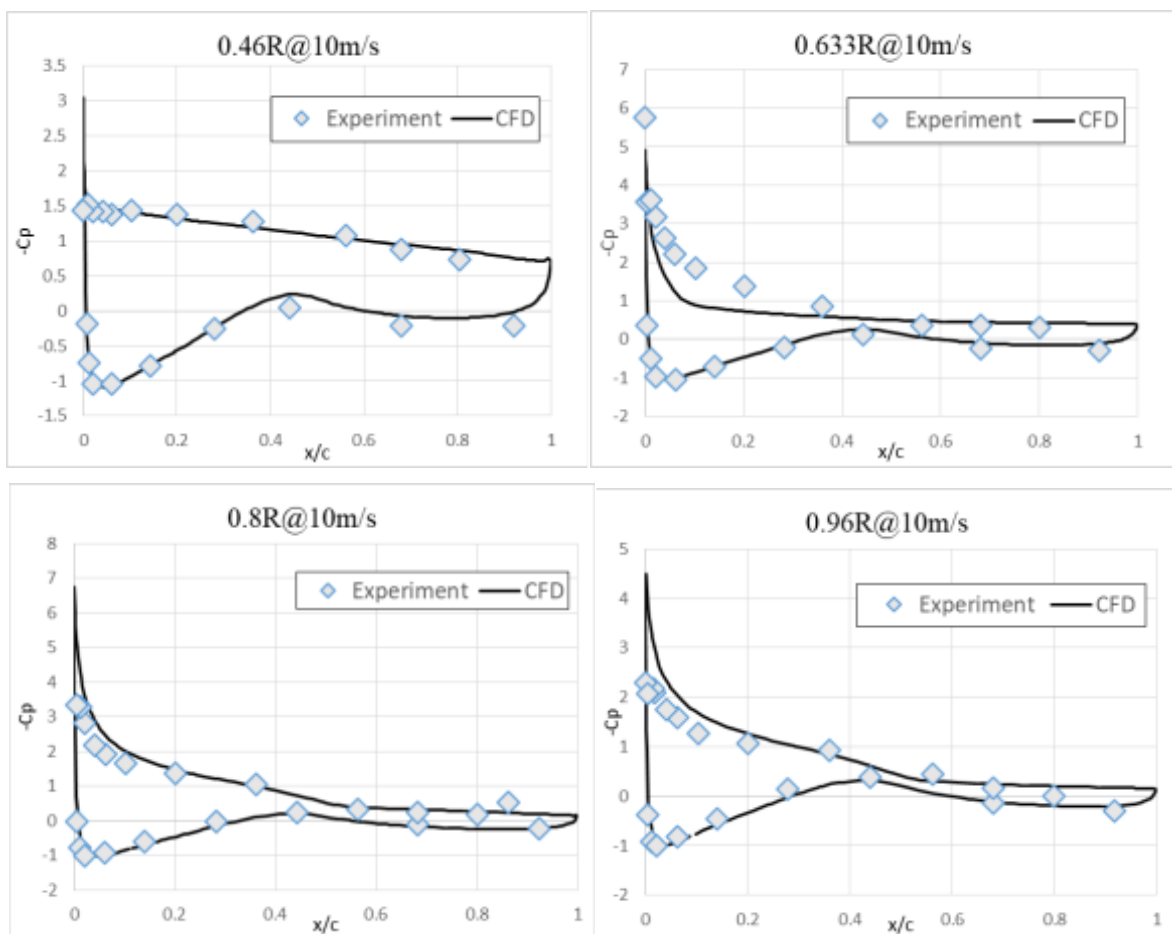 0.46R@10m/s
3.5
3
2.5
2
1.5
1
0.5
0
-0.5
-1
-1.5
-Cp
Experiment CFD
0 0.2 0.4 0.6 0.8 1
x/c
0.633R@10m/s
7
6
5
4
3
2
1
0
-1
-2
-Cp
Experiment CFD
0 0.2 0.4 0.6 0.8 1
x/c
0.8R@10m/s
8
7
6
5
4
3
2
1
0
-1
-2
-Cp
Experiment CFD
0 0.2 0.4 0.6 0.8 1
x/c
0.96R@10m/s
5
4
3
2
1
0
-1
-2
-Cp
Experiment CFD
0 0.2 0.4 0.6 0.8 1
x/c